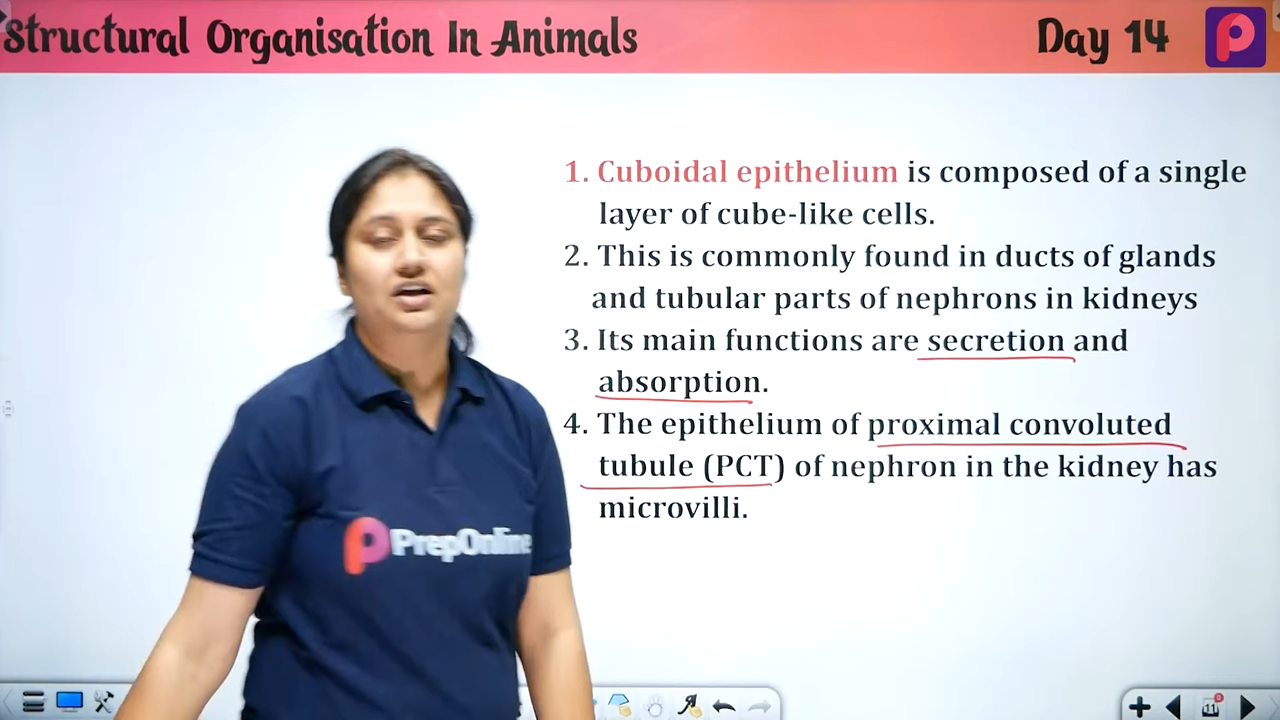 Structural Organisation In Animals
Day 14
1. Cuboidal epithelium is composed of a single
layer of cube-like cells.
2. This is commonly found in ducts of glands
and tubular parts of nephrons in kidneys
3. Its main functions are secretion and
absorption.
4. The epithelium of proximal convoluted
tubule (PCT) of nephron in the kidney has
microvilli.
PrepOnline
11